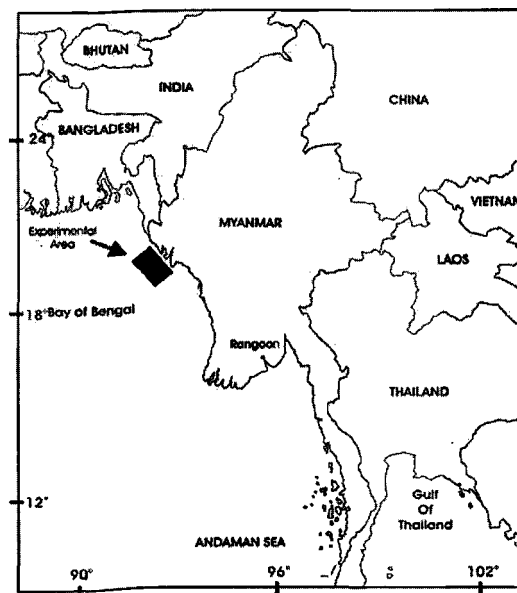 BHUTAN
INDIA
CHINA
BANGLADESH
24°
VIETNAM
MYANMAR
Experimental
Area
LAOS
18°
Bay of Bengal
Rangoon
THAILAND
12°
Gulf
Of
Thailand
ANDAMAN SEA
90°
96°
102°